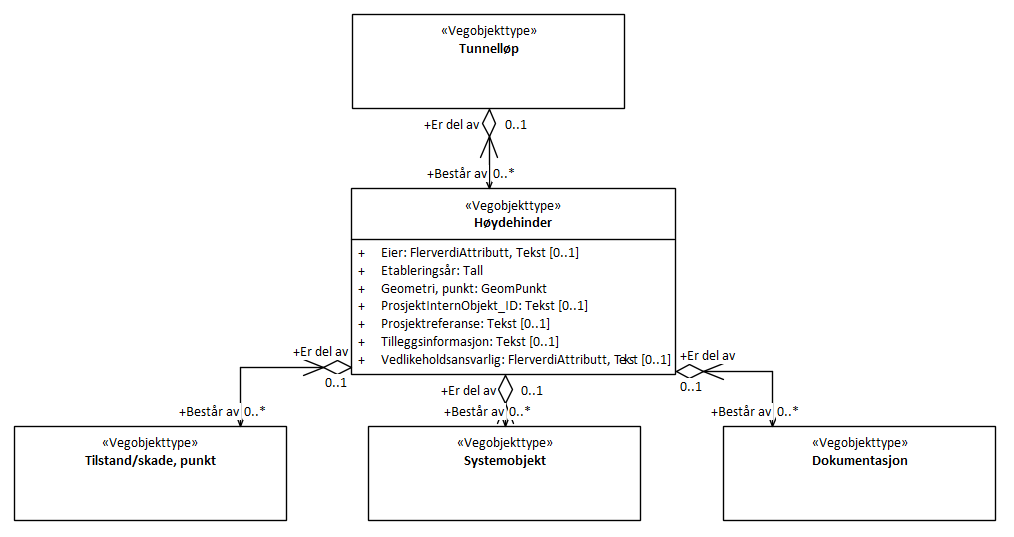 «Vegobjekttype»
Tunnelløp
+Er del av 0..1
+Består av 0..*
«Vegobjekttype»
Høydehinder
+ Eier: FlerverdiAttributt, Tekst [0..1]
+ Etableringsår: Tall
+ Geometri, punkt: GeomPunkt
+ ProsjektInternObjekt_ID: Tekst [0..1]
+ Prosjektreferanse: Tekst [0..1]
+ Tilleggsinformasjon: Tekst [0..1]
+ Vedlikeholdsansvarlig: FlerverdiAttributt, Tekst [0..1]
+Er del av
0..1
+Består av 0..*
+Er del av 0..1
+Består av 0..*
+Er del av
0..1
+Består av 0..*
«Vegobjekttype»
Tilstand/skade, punkt
«Vegobjekttype»
Systemobjekt
«Vegobjekttype»
Dokumentasjon